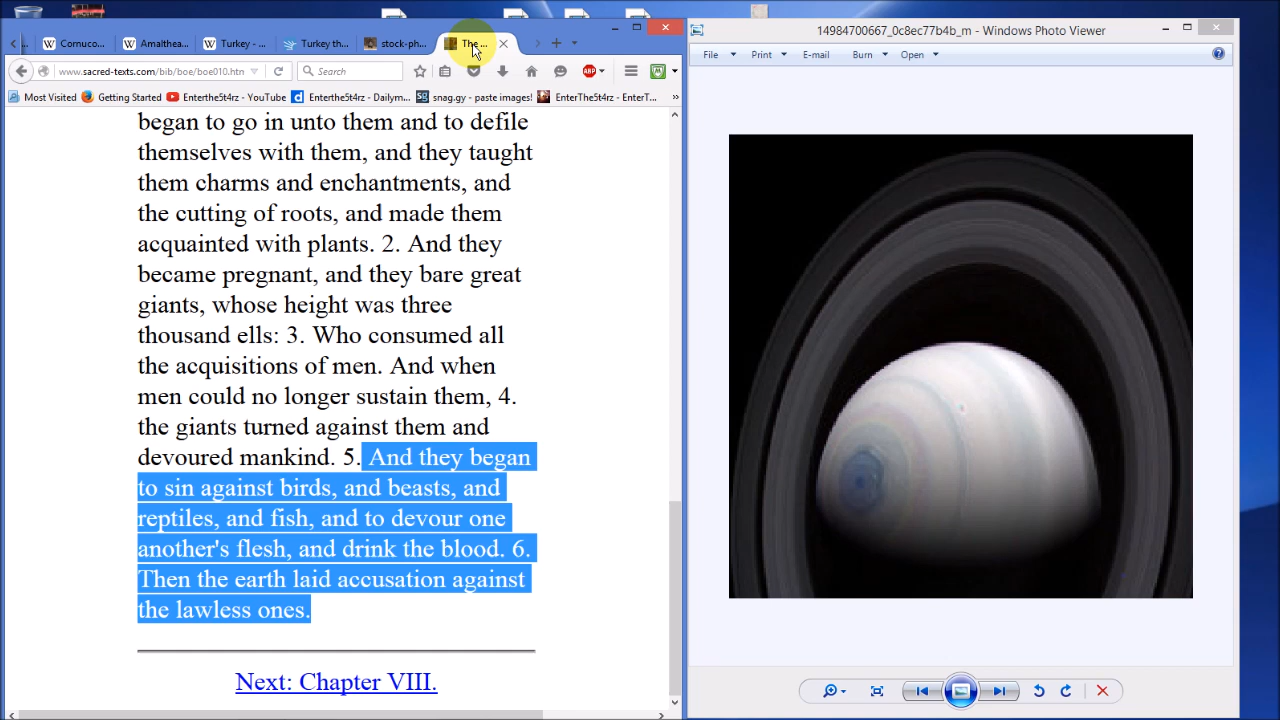 Cornuco...
Amalthea
Turkey - ...
Turkey th...
stock-ph...
The ...
www.sacred-texts.com/bib/boe/boe010.htn
Search
ABP
Most Visited
Getting Started
Enterthe5t4rz - YouTube
Enterthe5t4rz - Dailym...
snag.gy - paste images!
EnterThe5t4rz - EnterT...
began to go in unto them and to defile
themselves with them, and they taught
them charms and enchantments, and
the cutting of roots, and made them
acquainted with plants. 2. And they
became pregnant, and they bare great
giants, whose height was three
thousand ells: 3. Who consumed all
the acquisitions of men. And when
men could no longer sustain them, 4.
the giants turned against them and
devoured mankind. 5. And they began
to sin against birds, and beasts, and
reptiles, and fish, and to devour one
another's flesh, and drink the blood. 6.
Then the earth laid accusation against
the lawless ones.
Next: Chapter VIII.
14984700667_0c8ec77b4b_m - Windows Photo Viewer
File Print E-mail Burn Open